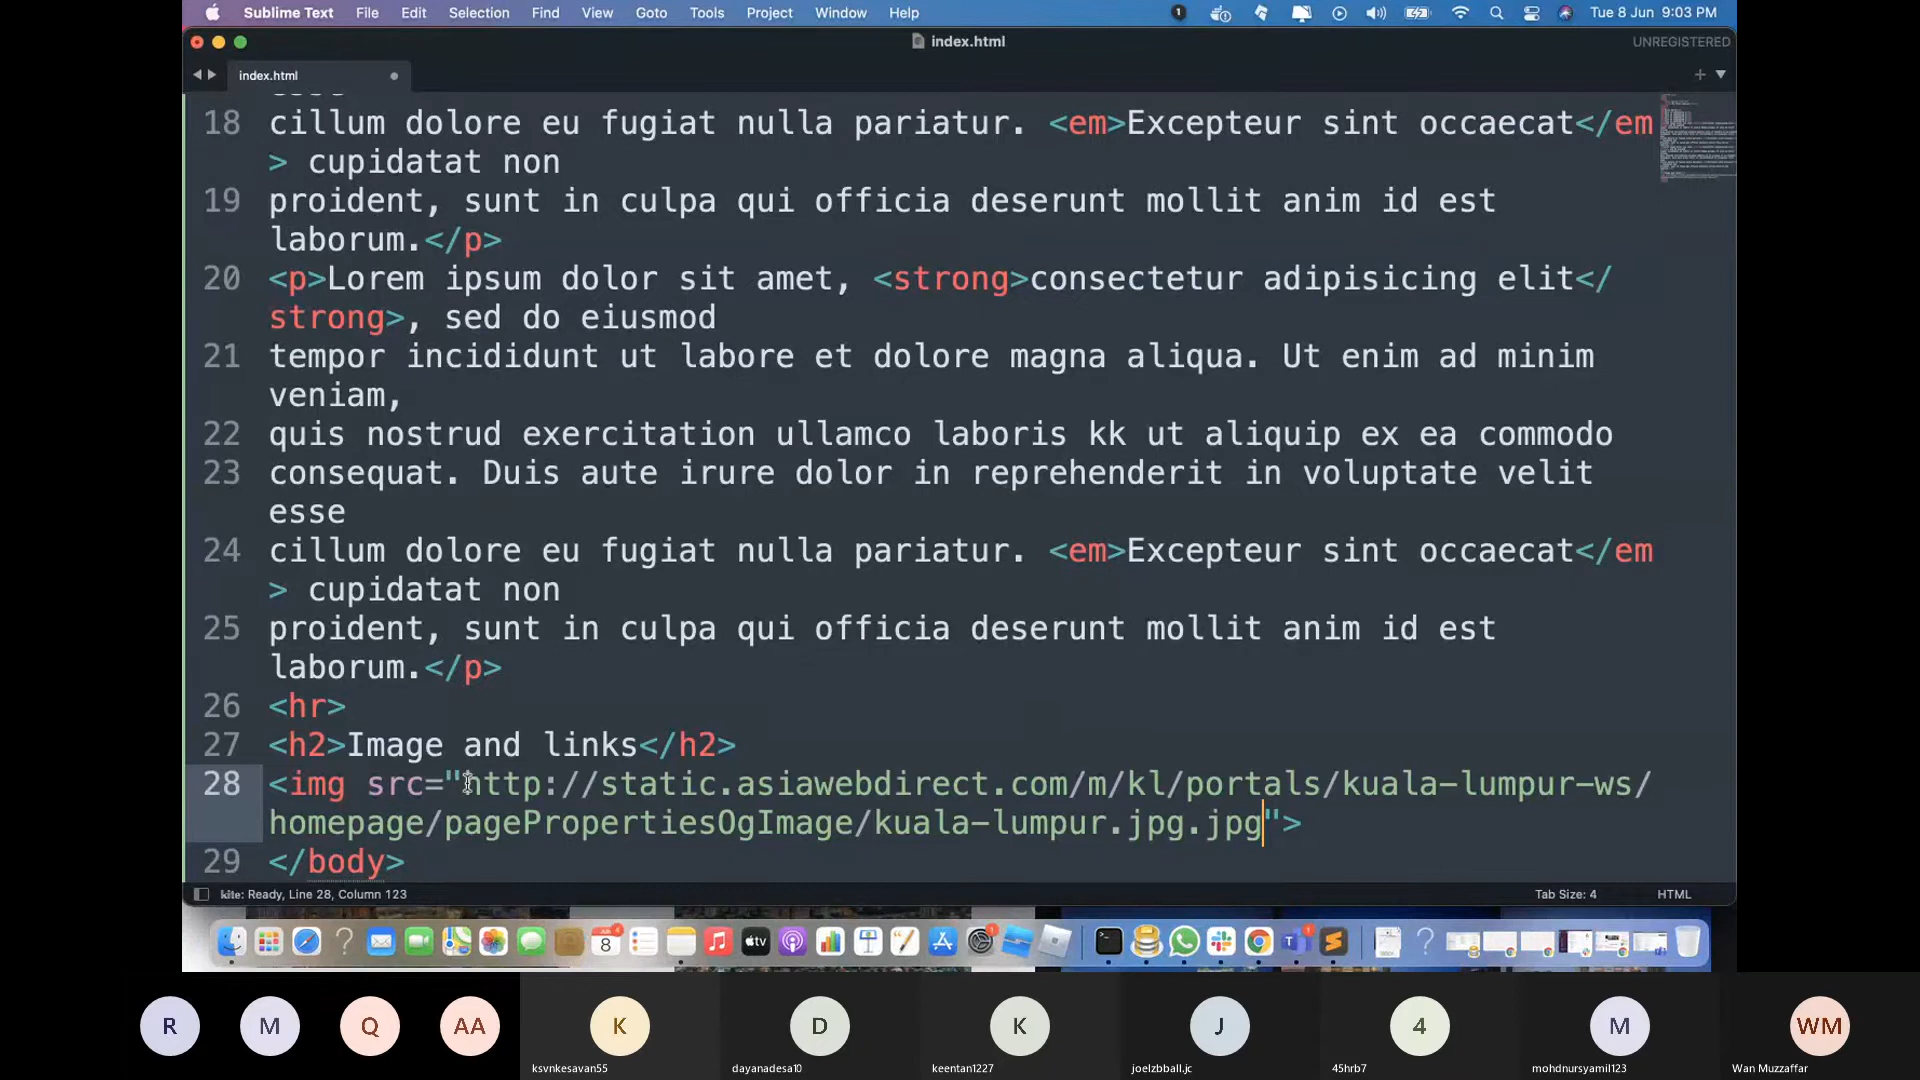 Sublime Text File Edit Selection Find View Goto Tools Project Window Help 1 Tue 8 Jun 9:03 PM
index.html UNREGISTERED
index.html
18 cillum dolore eu fugiat nulla pariatur. <em>Excepteur sint occaecat</em
> cupidatat non
19 proident, sunt in culpa qui officia deserunt mollit anim id est
laborum.</p>
20 <p>Lorem ipsum dolor sit amet, <strong>consectetur adipisicing elit</
strong>, sed do eiusmod
21 tempor incididunt ut labore et dolore magna aliqua. Ut enim ad minim
veniam,
22 quis nostrud exercitation ullamco laboris kk ut aliquip ex ea commodo
23 consequat. Duis aute irure dolor in reprehenderit in voluptate velit
esse
24 cillum dolore eu fugiat nulla pariatur. <em>Excepteur sint occaecat</em
> cupidatat non
25 proident, sunt in culpa qui officia deserunt mollit anim id est
laborum.</p>
26 <hr>
27 <h2>Image and links</h2>
28 <img src="http://static.asiawebdirect.com/m/kl/portals/kuala-lumpur-ws/
homepage/pagePropertiesOgImage/kuala-lumpur.jpg.jpg">
29 </body>
kite: Ready, Line 28, Column 123 Tab Size: 4 HTML
8 tv
R M Q AA K D K J 4 M WM
ksvnkesavan55 dayanadesa10 keentan1227 joelzbball.jc 45hrb7 mohdnursyamil123 Wan Muzaffar